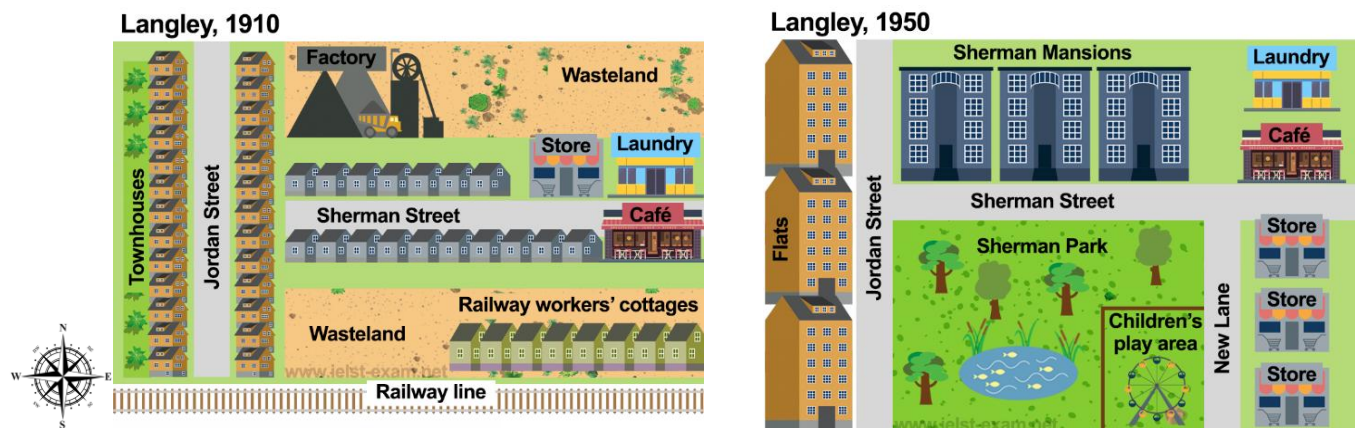 Langley, 1910
Factory
Wasteland
Store
Laundry
Townhouses
Jordan Street
Sherman Street
Café
Railway workers' cottages
Wasteland
www.ielst-exam.net
Railway line
N
W
E
S
Langley, 1950
Sherman Mansions
Laundry
Café
Sherman Street
Flats
Jordan Street
Sherman Park
Store
Children's
play area
New Lane
Store
Store
www.ielst-exam.net